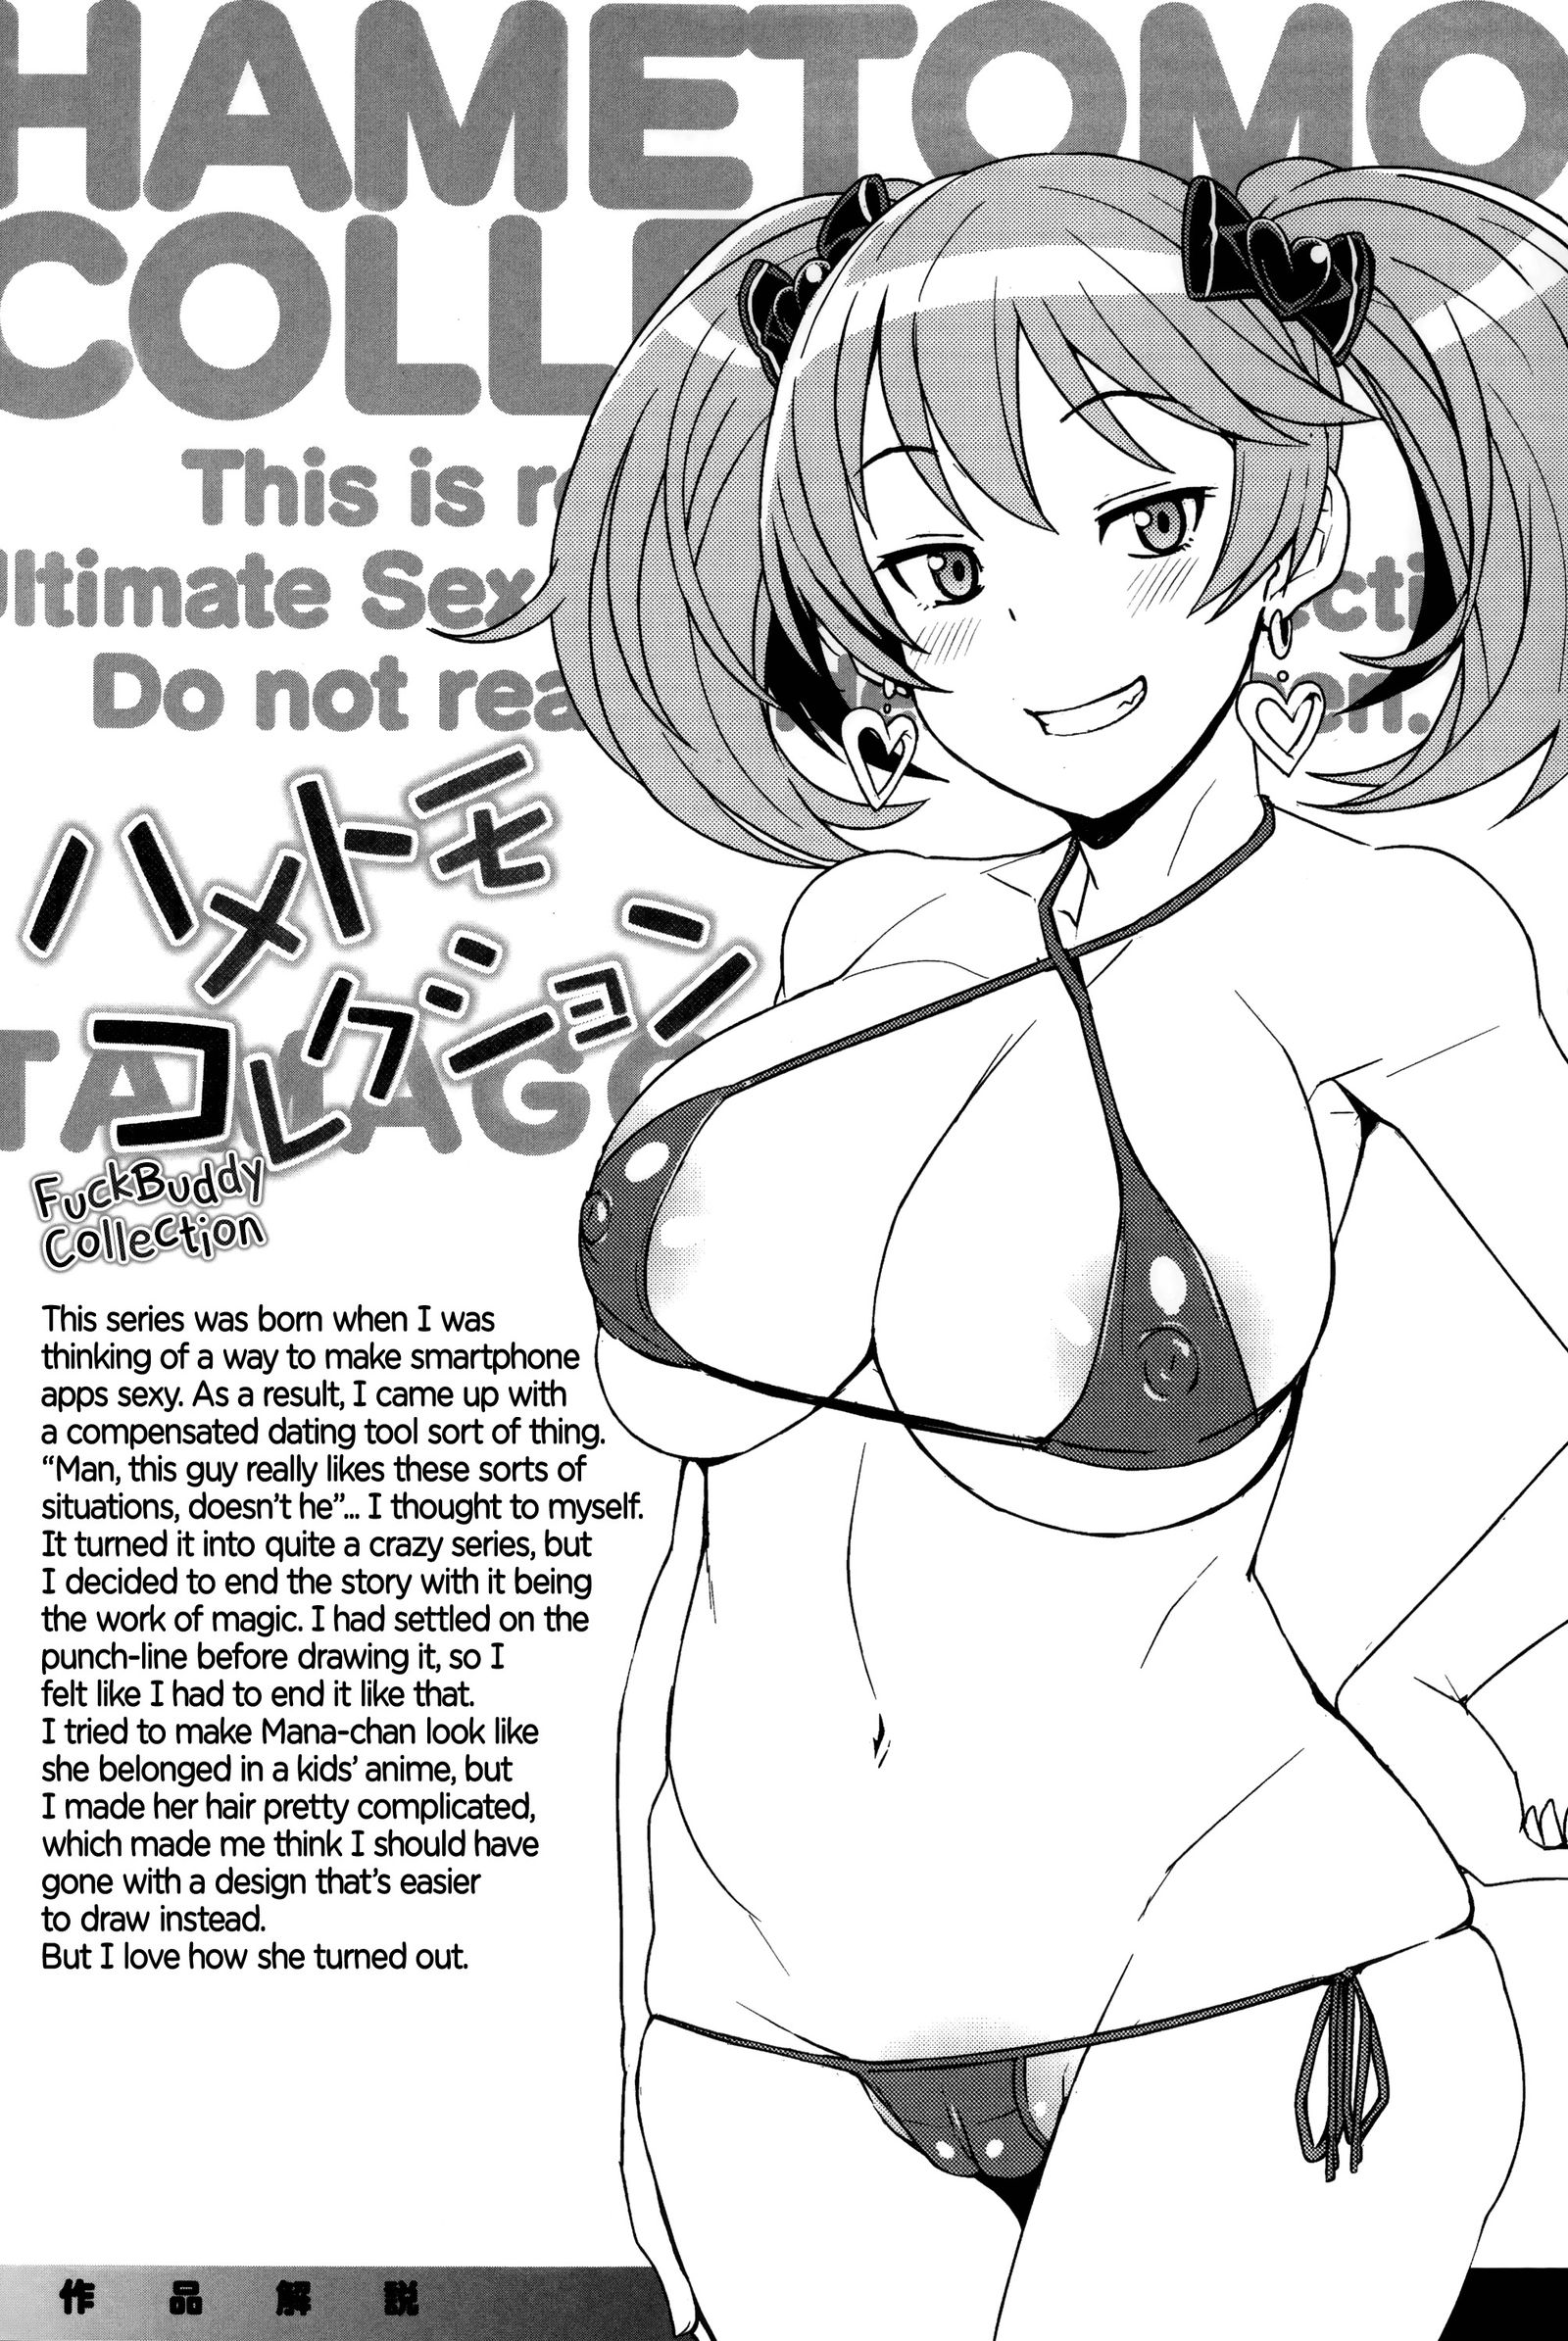 HAMETOMO
COLLE
This is re
Ultimate Sex ecti
Do not rea en.
ハメトモ
コレクション
TAMAGO
FuckBuddy
Collection
This series was born when I was
thinking of a way to make smartphone
apps sexy. As a result, I came up with
a compensated dating tool sort of thing.
“Man, this guy really likes these sorts of
situations, doesn't he”... I thought to myself.
It turned it into quite a crazy series, but
I decided to end the story with it being
the work of magic. I had settled on the
punch-line before drawing it, so I
felt like I had to end it like that.
I tried to make Mana-chan look like
she belonged in a kids' anime, but
I made her hair pretty complicated,
which made me think I should have
gone with a design that's easier
to draw instead.
But I love how she turned out.
作品解説